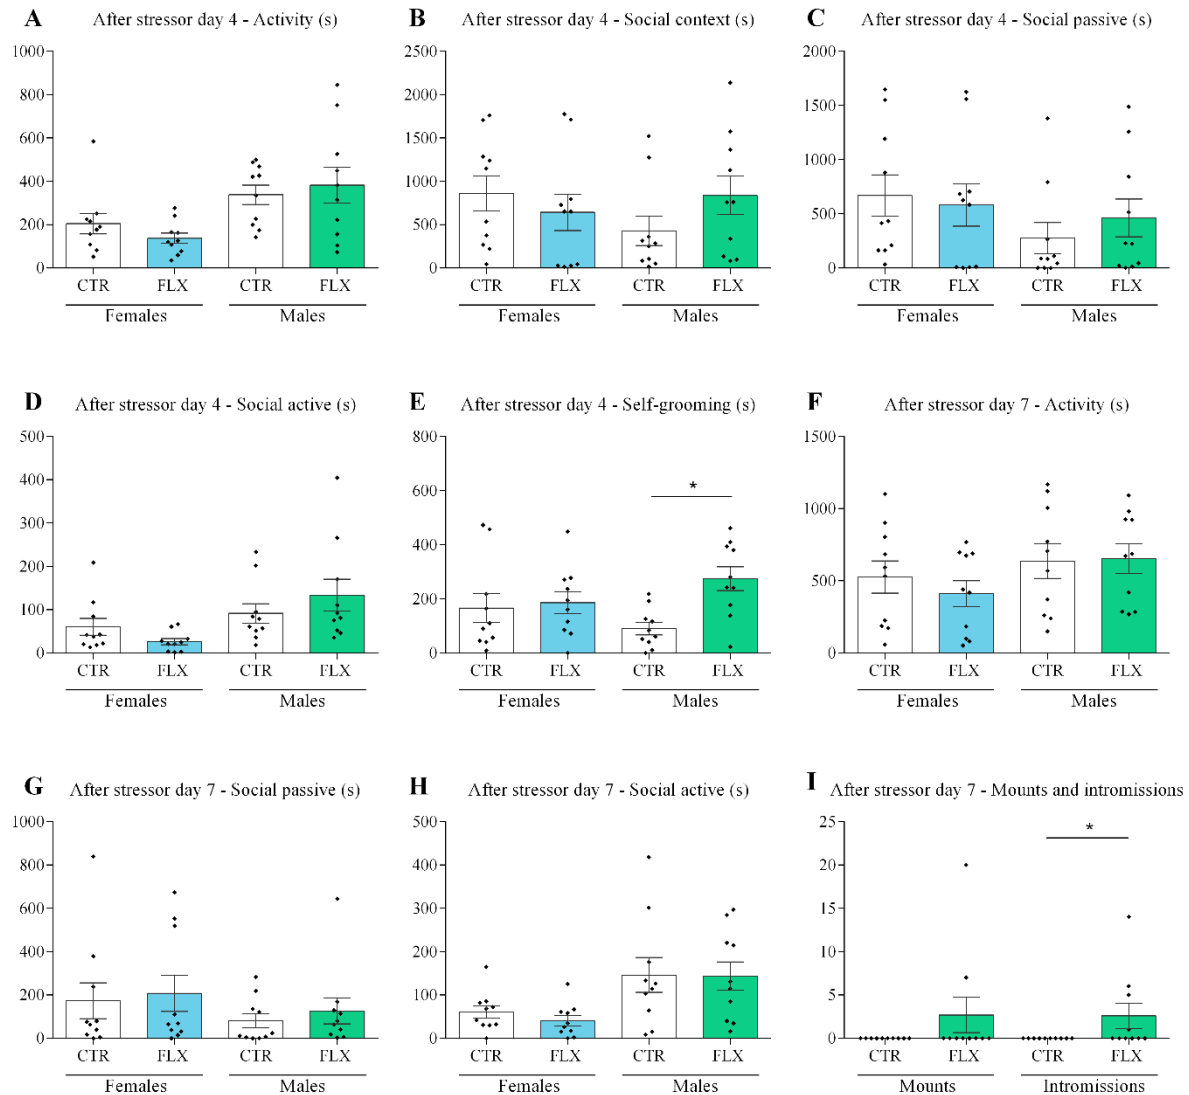 A After stressor day 4 - Activity (s)
1000
800
600
400
200
0
CTR FLX CTR FLX
Females Males
B After stressor day 4 - Social context (s)
2500
2000
1500
1000
500
0
CTR FLX CTR FLX
Females Males
C After stressor day 4 - Social passive (s)
2000
1500
1000
500
0
CTR FLX CTR FLX
Females Males
D After stressor day 4 - Social active (s)
500
400
300
200
100
0
CTR FLX CTR FLX
Females Males
E After stressor day 4 - Self-grooming (s)
800
600
400
200
0
*
CTR FLX CTR FLX
Females Males
F After stressor day 7 - Activity (s)
1500
1000
500
0
CTR FLX CTR FLX
Females Males
G After stressor day 7 - Social passive (s)
1000
800
600
400
200
0
CTR FLX CTR FLX
Females Males
H After stressor day 7 - Social active (s)
500
400
300
200
100
0
CTR FLX CTR FLX
Females Males
I After stressor day 7 - Mounts and intromissions
25
20
15
10
5
0
*
CTR FLX CTR FLX
Mounts Intromissions